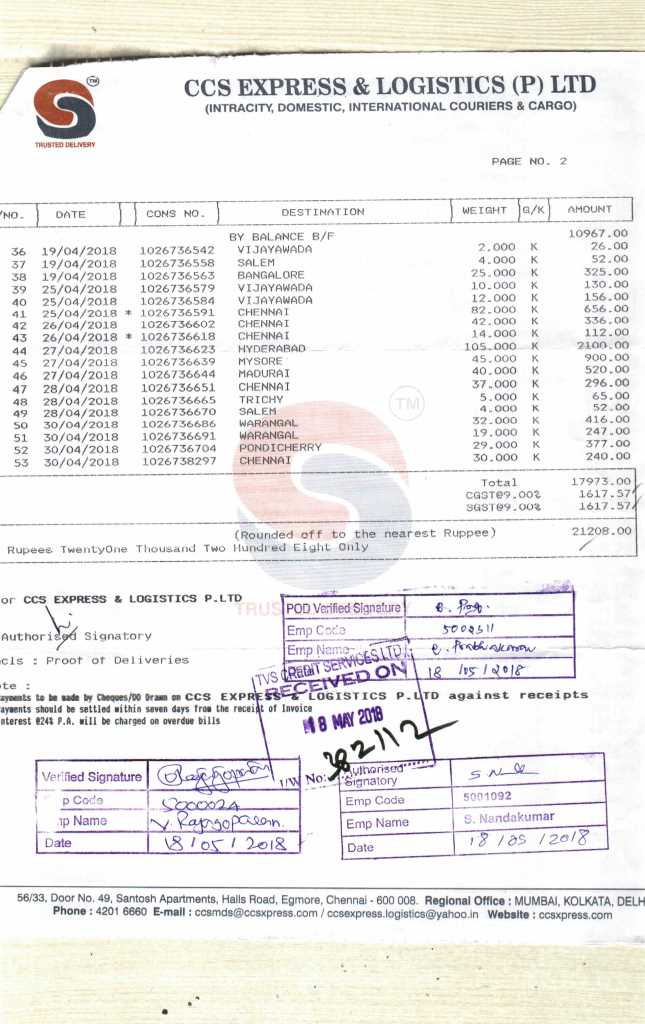 TM
TRUSTED DELIVERY
CCS EXPRESS & LOGISTICS (P) LTD
(INTRACITY, DOMESTIC, INTERNATIONAL COURIERS & CARGO)
PAGE NO. 2
/NO. DATE CONS NO. DESTINATION WEIGHT G/K AMOUNT
BY BALANCE B/F 10967.00
36 19/04/2018 1026736542 VIJAYAWADA 2.000 K 26.00
37 19/04/2018 1026736558 SALEM 4.000 K 52.00
38 19/04/2018 1026736563 BANGALORE 25.000 K 325.00
39 25/04/2018 1026736579 VIJAYAWADA 10.000 K 130.00
40 25/04/2018 1026736584 VIJAYAWADA 12.000 K 156.00
41 25/04/2018 * 1026736591 CHENNAI 82.000 K 656.00
42 26/04/2018 1026736602 CHENNAI 42.000 K 336.00
43 26/04/2018 * 1026736618 CHENNAI 14.000 K 112.00
44 27/04/2018 1026736623 HYDERABAD 105.000 K 2100.00
45 27/04/2018 1026736639 MYSORE 45.000 K 900.00
46 27/04/2018 1026736644 MADURAI 40.000 K 520.00
47 28/04/2018 1026736651 CHENNAI 37.000 K 296.00
48 28/04/2018 1026736665 TRICHY 5.000 K 65.00
49 28/04/2018 1026736670 SALEM 4.000 K 52.00
50 30/04/2018 1026736686 WARANGAL 32.000 K 416.00
51 30/04/2018 1026736691 WARANGAL 19.000 K 247.00
52 30/04/2018 1026736704 PONDICHERRY 29.000 K 377.00
53 30/04/2018 1026738297 CHENNAI 30.000 K 240.00
TM
Total 17973.00
CGST@9.00% 1617.57
SGST@9.00% 1617.57
(Rounded off to the nearest Ruppee) 21208.00
Rupees TwentyOne Thousand Two Hundred Eight Only
or CCS EXPRESS & LOGISTICS P.LTD
POD Verified Signature
Authorised Signatory
Emp Code 5002311
Emp Name
18/05/2018
cls : Proof of Deliveries
TVS CREDIT SERVICES LTD.
RECEIVED ON
18 MAY 2018
382112
I/W No:
ote :
ayments to be made by Cheques/DD Drawn on CCS EXPRESS & LOGISTICS P.LTD against receipts
ayments should be settled within seven days from the receipt of Invoice
nterest @24% P.A. will be charged on overdue bills
Verified Signature
p Code 5000024
np Name V. Rajagopalan.
Date 18/05/2018
Authorised Signatory
Emp Code 5001092
Emp Name S. Nandakumar
Date 18/05/2018
56/33, Door No. 49, Santosh Apartments, Halls Road, Egmore, Chennai - 600 008. Regional Office : MUMBAI, KOLKATA, DELH
Phone : 4201 6660 E-mail : ccsmds@ccsxpress.com / ccsexpress.logistics@yahoo.in Website : ccsxpress.com